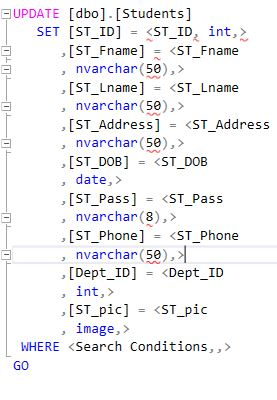 UPDATE [dbo].[Students]
SET [ST_ID] = <ST_ID, int,>
,[ST_Fname] = <ST_Fname
, nvarchar(50),>
,[ST_Lname] = <ST_Lname
, nvarchar(50),>
,[ST_Address] = <ST_Address
, nvarchar(50),>
,[ST_DOB] = <ST_DOB
, date,>
,[ST_Pass] = <ST_Pass
, nvarchar(8),>
,[ST_Phone] = <ST_Phone
, nvarchar(50),>
,[Dept_ID] = <Dept_ID
, int,>
,[ST_pic] = <ST_pic
, image,>
WHERE <Search Conditions,,>
GO